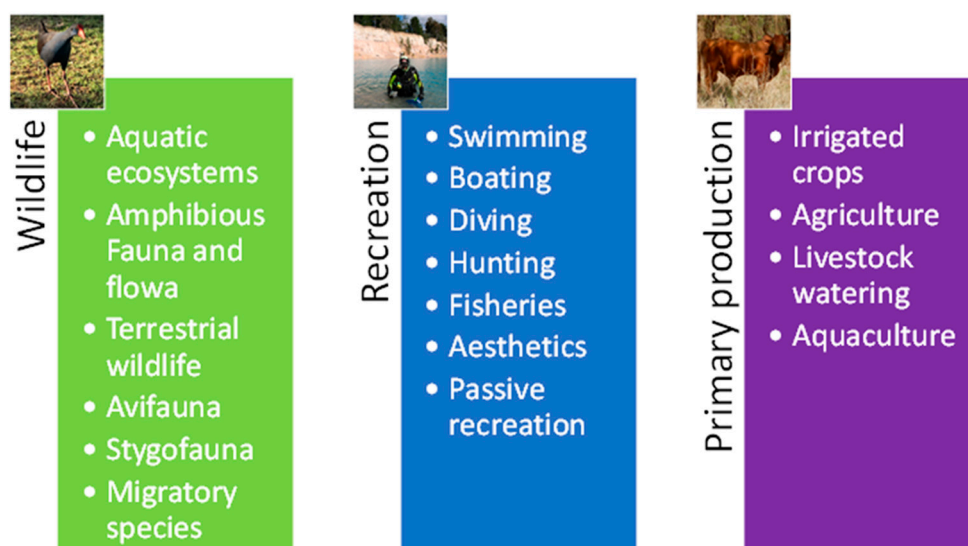 Wildlife
• Aquatic
ecosystems
• Amphibious
Fauna and
flowa
• Terrestrial
wildlife
• Avifauna
• Stygofauna
• Migratory
species
Recreation
• Swimming
• Boating
• Diving
• Hunting
• Fisheries
• Aesthetics
• Passive
recreation
Primary production
• Irrigated
crops
• Agriculture
• Livestock
watering
• Aquaculture